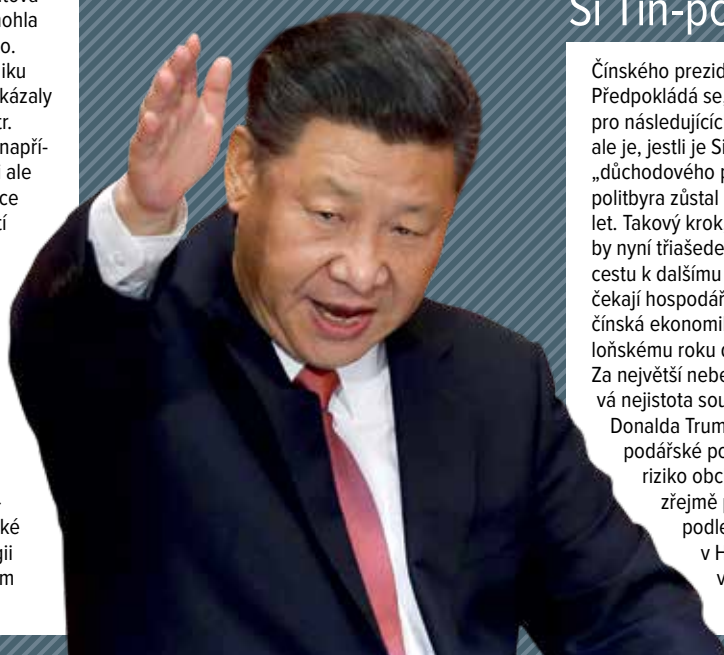 ohla
o.
iku
kázaly
tr.
např-
ale
ce
í
ké
gii
m
Si Tin-po
Čínského prezid
Předpokládá se,
pro následujícíc
ale je, jestli je Si
„důchodového p
politbyra zůstal
let. Takový krok
by nyní třiašede
cestu k dalšímu
čekají hospodář
čínská ekonomi
loňskému roku
Za největší nebe
vá nejistota sou
Donalda Trum
podářské po
riziko obc
zřejmě p
podle
v H
v